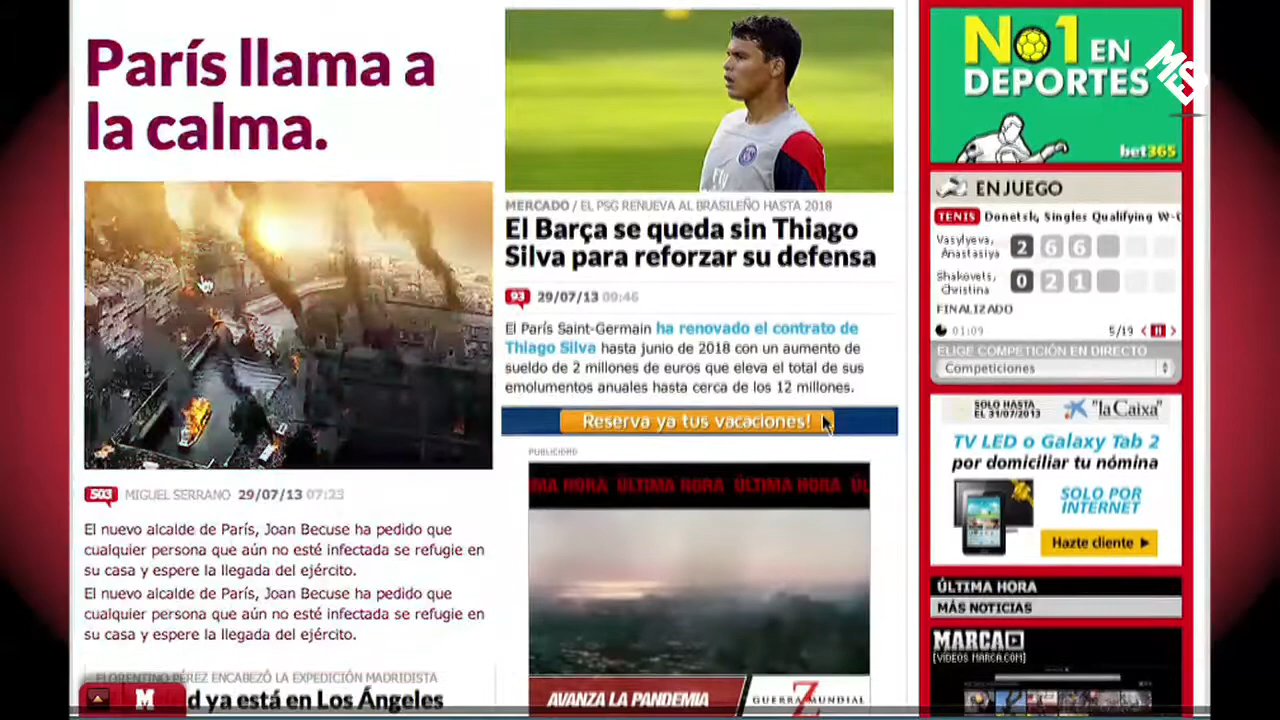 París llama a
la calma.
503 MIGUEL SERRANO 29/07/13 07:23
El nuevo alcalde de París, Joan Becuse ha pedido que
cualquier persona que aún no esté infectada se refugie en
su casa y espere la llegada del ejército.
El nuevo alcalde de París, Joan Becuse ha pedido que
cualquier persona que aún no esté infectada se refugie en
su casa y espere la llegada del ejército.
FLORENTINO PÉREZ ENCABEZÓ LA EXPEDICIÓN MADRIDISTA
M d ya está en Los Ángeles
MERCADO / EL PSG RENUEVA AL BRASILEÑO HASTA 2018
El Barça se queda sin Thiago
Silva para reforzar su defensa
93 29/07/13 09:46
El París Saint-Germain ha renovado el contrato de
Thiago Silva hasta junio de 2018 con un aumento de
sueldo de 2 millones de euros que eleva el total de sus
emolumentos anuales hasta cerca de los 12 millones.
Reserva ya tus vacaciones!
PUBLICIDAD
IMA HORA ÚLTIMA HORA ÚLTIMA HORA ÚL
AVANZA LA PANDEMIA
GUERRA MUNDIAL Z
Nº1 EN
DEPORTES
bet365
EN JUEGO
TENIS Donetsk, Singles Qualifying W-
Vasylyeva,
Anastasiya 2 6 6
Shakovets,
Christina 0 2 1
FINALIZADO
01:09 5/19
ELIGE COMPETICIÓN EN DIRECTO
Competiciones
SOLO HASTA
EL 31/07/2013 "la Caixa"
TV LED o Galaxy Tab 2
por domiciliar tu nómina
SOLO POR
INTERNET
Hazte cliente
ÚLTIMA HORA
MÁS NOTICIAS
MARCA
[VÍDEOS MARCA.COM]